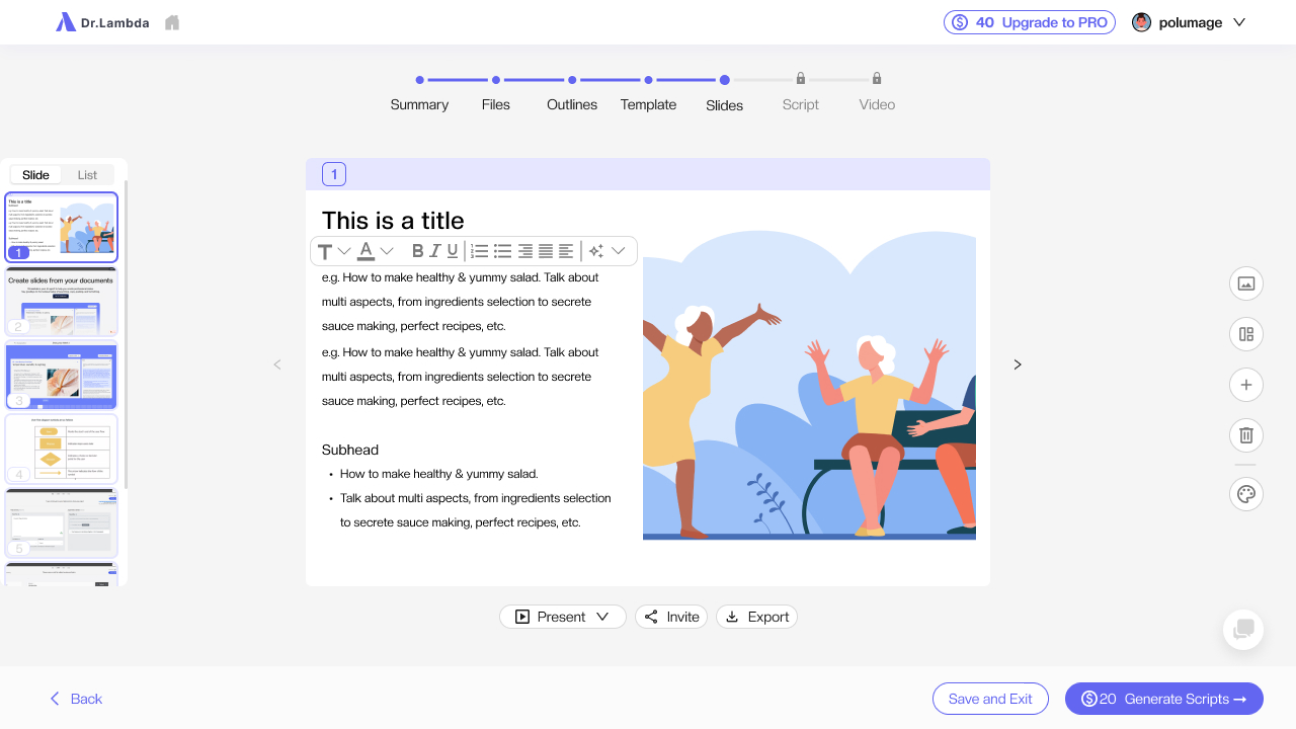 Dr.Lambda
40 Upgrade to PRO
polumage
Summary
Files
Outlines
Template
Slides
Script
Video
Slide
List
This is a title
1
Create slides from your documents
2
3
4
5
1
This is a title
T
A
B I U
e.g. How to make healthy & yummy salad. Talk about
multi aspects, from ingredients selection to secrete
sauce making, perfect recipes, etc.
e.g. How to make healthy & yummy salad. Talk about
multi aspects, from ingredients selection to secrete
sauce making, perfect recipes, etc.
Subhead
• How to make healthy & yummy salad.
• Talk about multi aspects, from ingredients selection
to secrete sauce making, perfect recipes, etc.
Present
Invite
Export
Back
Save and Exit
20 Generate Scripts →